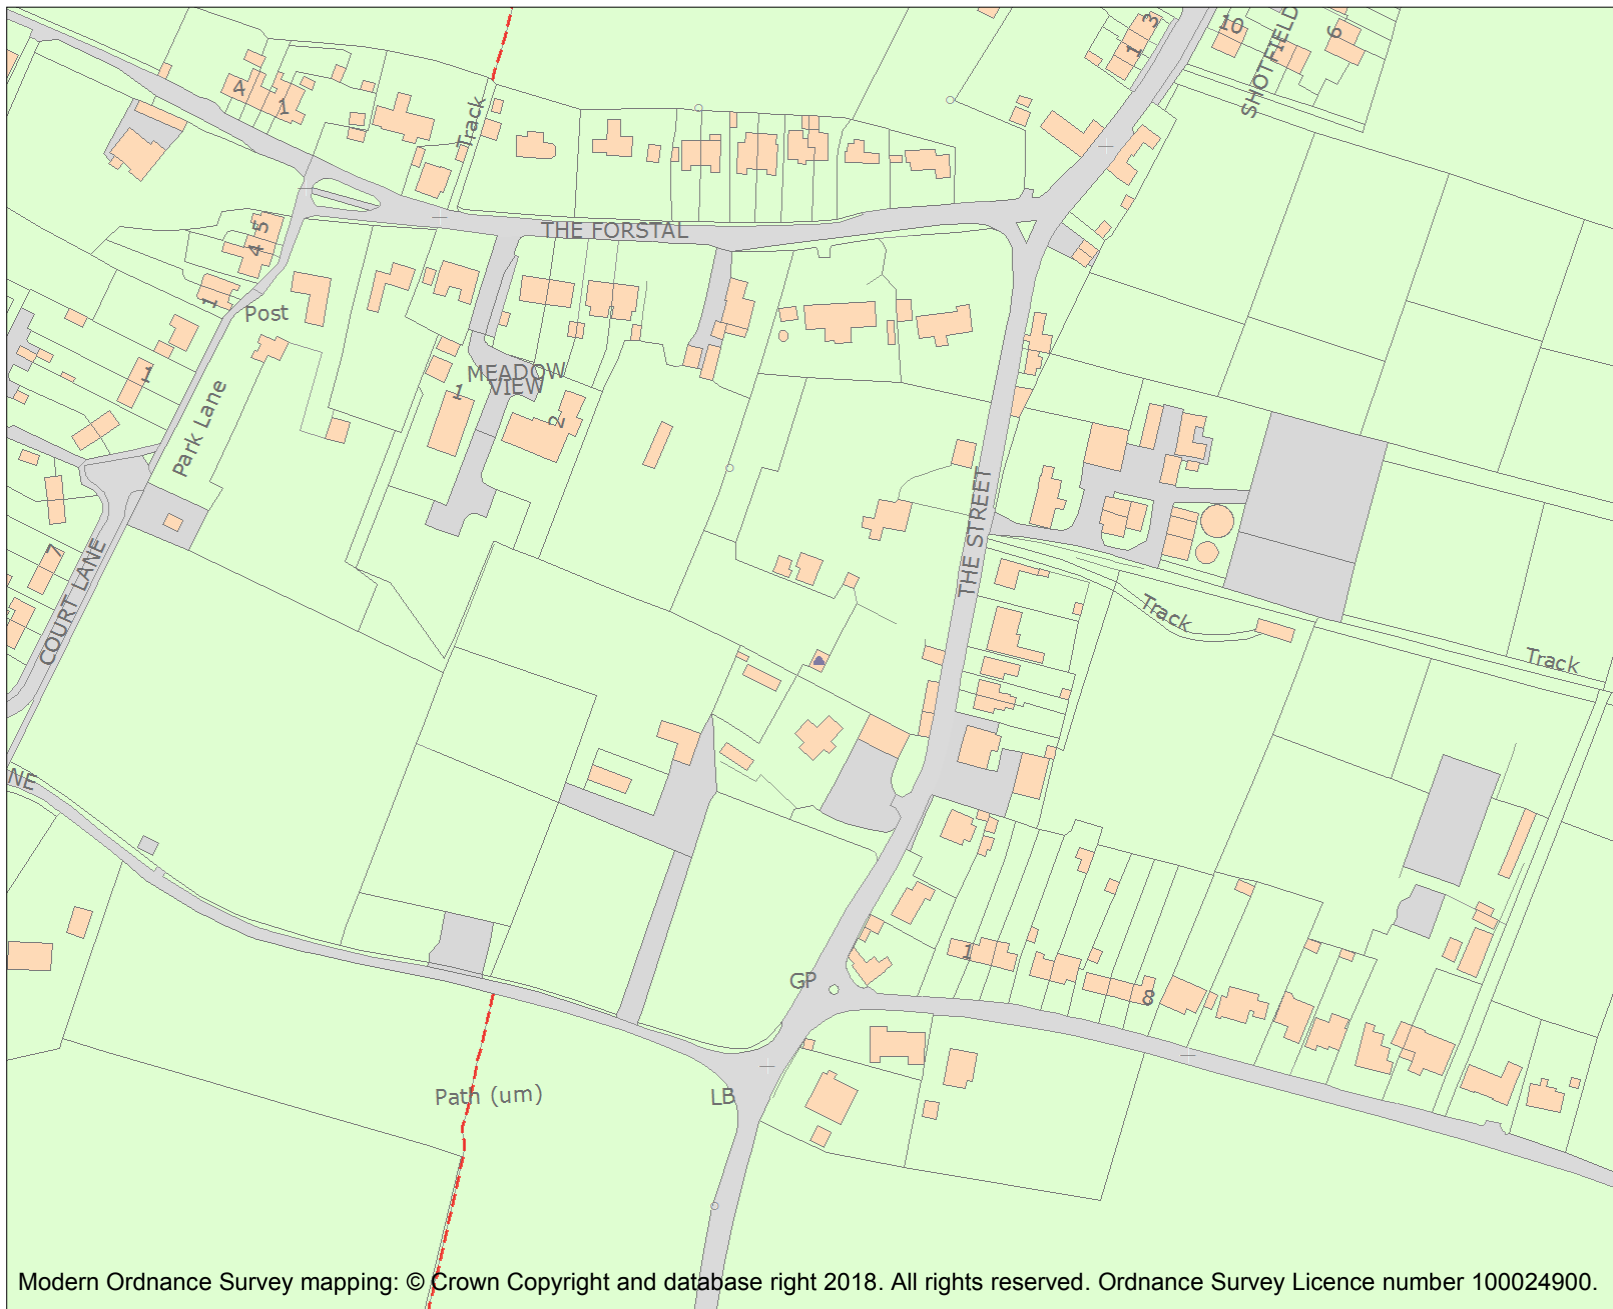 3
1
10
6
SHOTFIELD
4
1
Track
THE FORSTAL
5
4
1
Post
MEADOW
VIEW
1
1
2
Park Lane
THE STREET
7
COURT LANE
Track
Track
NE
1
GP
8
Path (um)
LB
Modern Ordnance Survey mapping: © Crown Copyright and database right 2018. All rights reserved. Ordnance Survey Licence number 100024900.